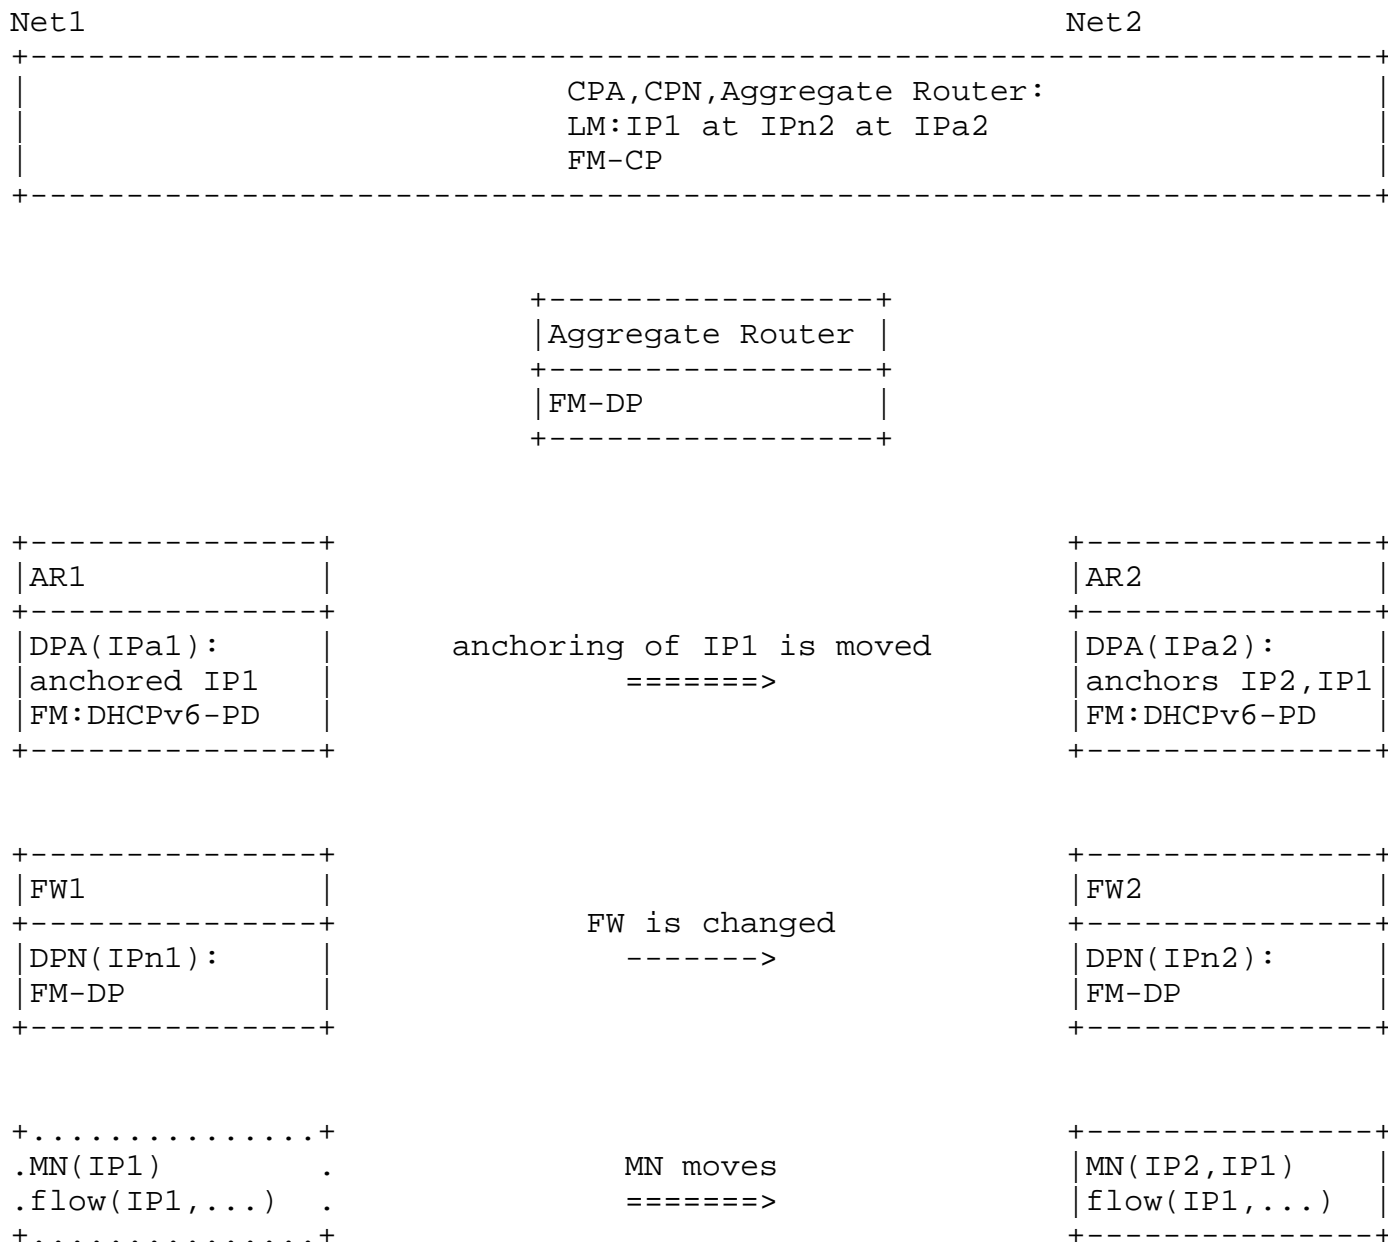 Net1                                                       Net2
+----------------------------------------------------------------------+
|                            CPA,CPN,Aggregate Router:                 |
|                            LM:IP1 at IPn2 at IPa2                    |
|                            FM-CP                                     |
+----------------------------------------------------------------------+
                           +-----------------+
                           |Aggregate Router |
                           +-----------------+
                           |FM-DP            |
                           +-----------------+
+---------------+                                      +---------------+
|AR1            |                                      |AR2            |
+---------------+                                      +---------------+
|DPA(IPa1):     |      anchoring of IP1 is moved       |DPA(IPa2):     |
|anchored IP1   |               =======>               |anchors IP2,IP1|
|FM:DHCPv6-PD   |                                      |FM:DHCPv6-PD   |
+---------------+                                      +---------------+
+---------------+                                      +---------------+
|FW1            |                                      |FW2            |
+---------------+             FW is changed            +---------------+
|DPN(IPn1):     |               ------->               |DPN(IPn2):     |
|FM-DP          |                                      |FM-DP          |
+---------------+                                      +---------------+
+...............+                                      +---------------+
.MN(IP1)        .               MN moves               |MN(IP2,IP1)    |
.flow(IP1,...)  .               =======>               |flow(IP1,...)  |
+...............+                                      +---------------+